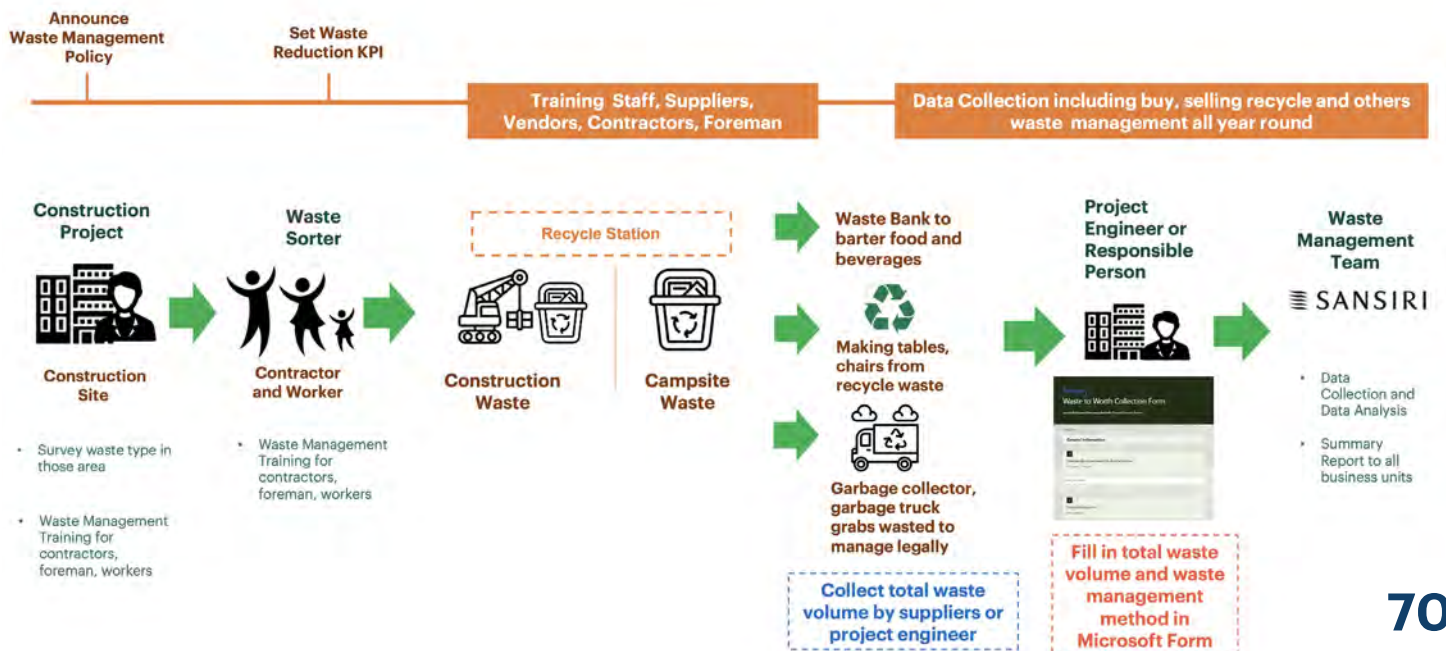 Announce
Waste Management
Policy
Set Waste
Reduction KPI
Training Staff, Suppliers,
Vendors, Contractors, Foreman
Data Collection including buy, selling recycle and others
waste management all year round
Construction
Project
Construction
Site
• Survey waste type in
those area
• Waste Management
Training for
contractors,
foreman, workers
Waste
Sorter
Contractor
and Worker
• Waste Management
Training for
contractors,
foreman, workers
Recycle Station
Construction
Waste
Campsite
Waste
Waste Bank to
barter food and
beverages
Making tables,
chairs from
recycle waste
Garbage collector,
garbage truck
grabs wasted to
manage legally
Collect total waste
volume by suppliers or
project engineer
Project
Engineer or
Responsible
Person
Waste to Worth Collection Form
Fill in total waste
volume and waste
management
method in
Microsoft Form
Waste
Management
Team
SANSIRI
• Data
Collection and
Data Analysis
• Summary
Report to all
business units
70